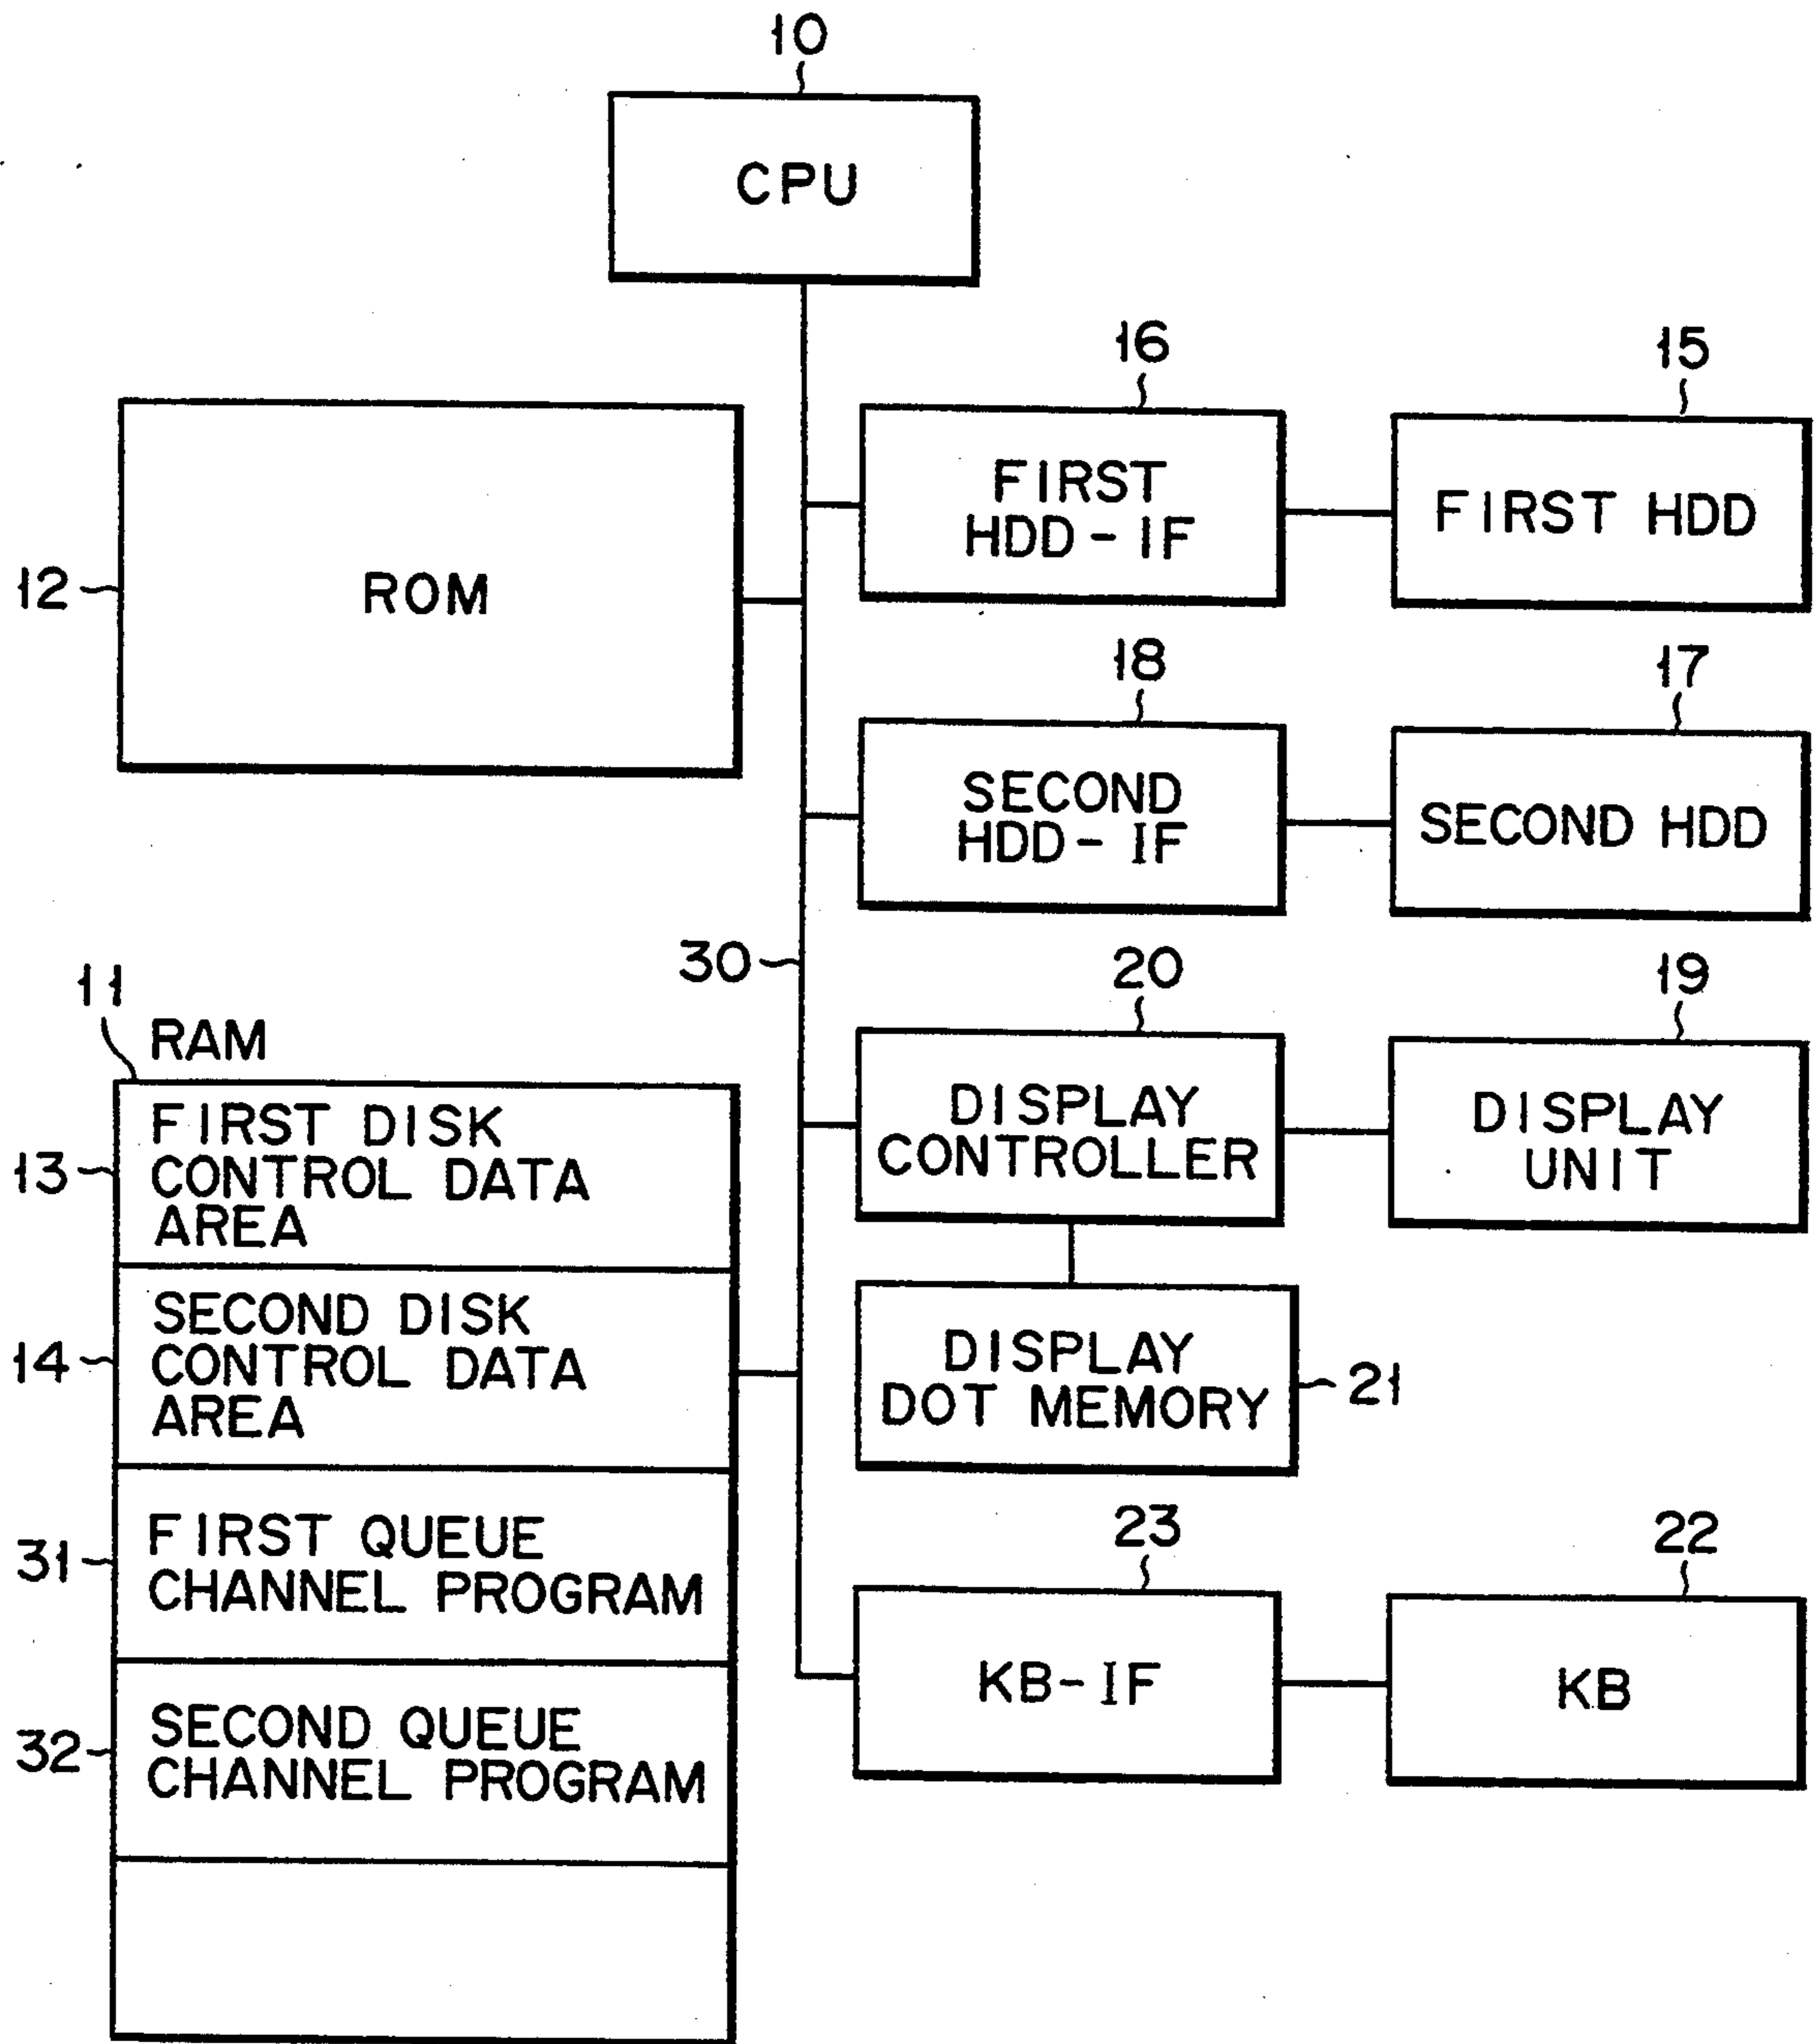 10
CPU
16
15
FIRST
HDD-IF
FIRST HDD
12
ROM
18
17
SECOND
HDD-IF
SECOND HDD
30
20
19
11
RAM
DISPLAY
CONTROLLER
DISPLAY
UNIT
13
FIRST DISK
CONTROL DATA
AREA
14
SECOND DISK
CONTROL DATA
AREA
DISPLAY
DOT MEMORY
21
31
FIRST QUEUE
CHANNEL PROGRAM
23
22
KB-IF
KB
32
SECOND QUEUE
CHANNEL PROGRAM